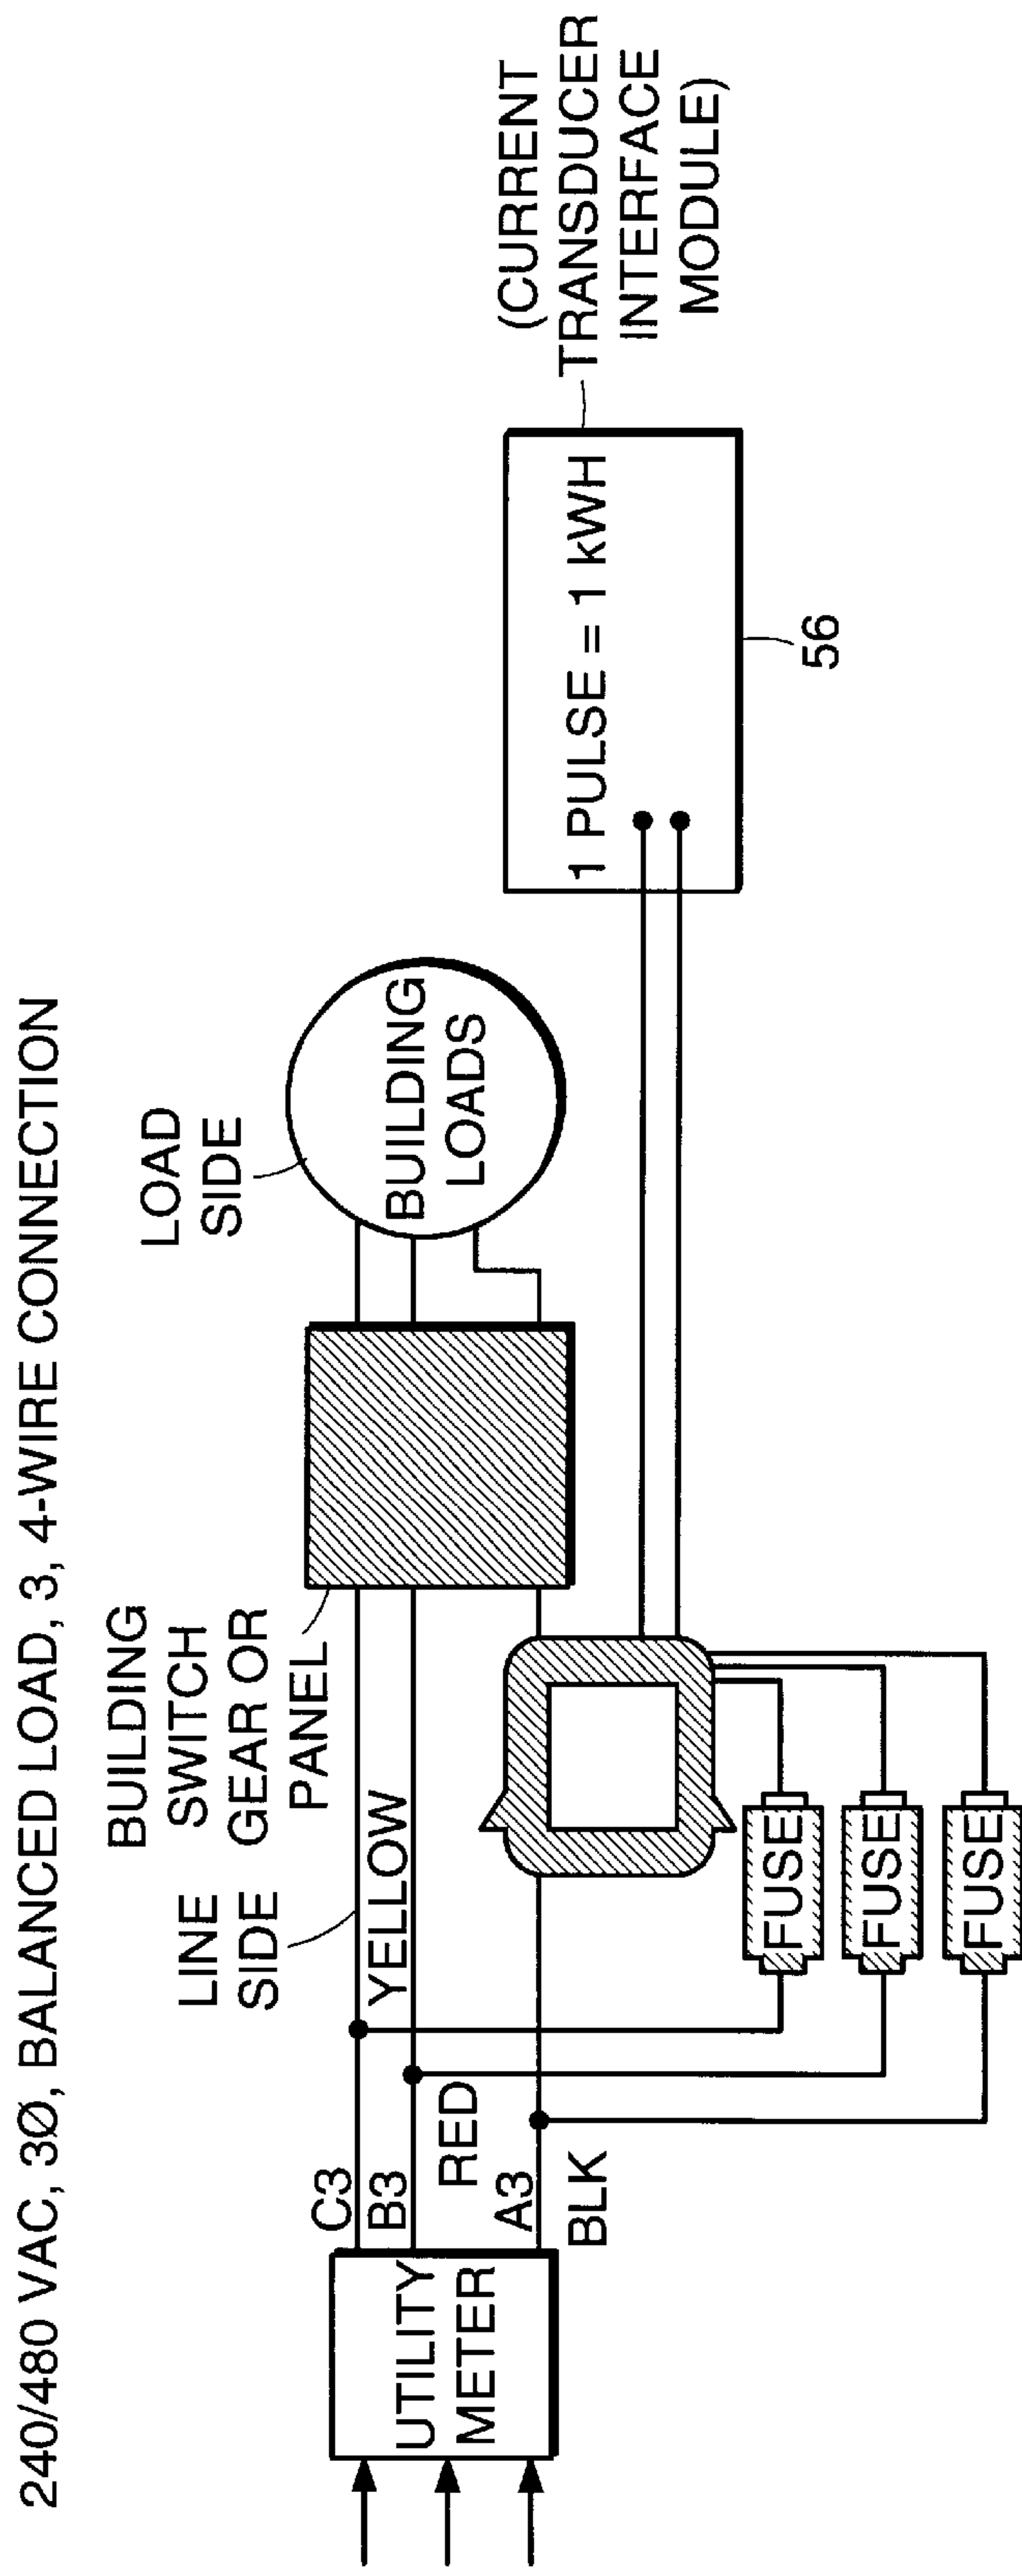 240/480 VAC, 3Ø, BALANCED LOAD, 3, 4-WIRE CONNECTION
BUILDING
SWITCH
GEAR OR
PANEL
LOAD
SIDE
LINE
SIDE
C3
YELLOW
B3
RED
A3
BLK
UTILITY
METER
BUILDING
LOADS
(CURRENT
TRANSDUCER
INTERFACE
MODULE)
1 PULSE = 1 kWH
56
FUSE
FUSE
FUSE